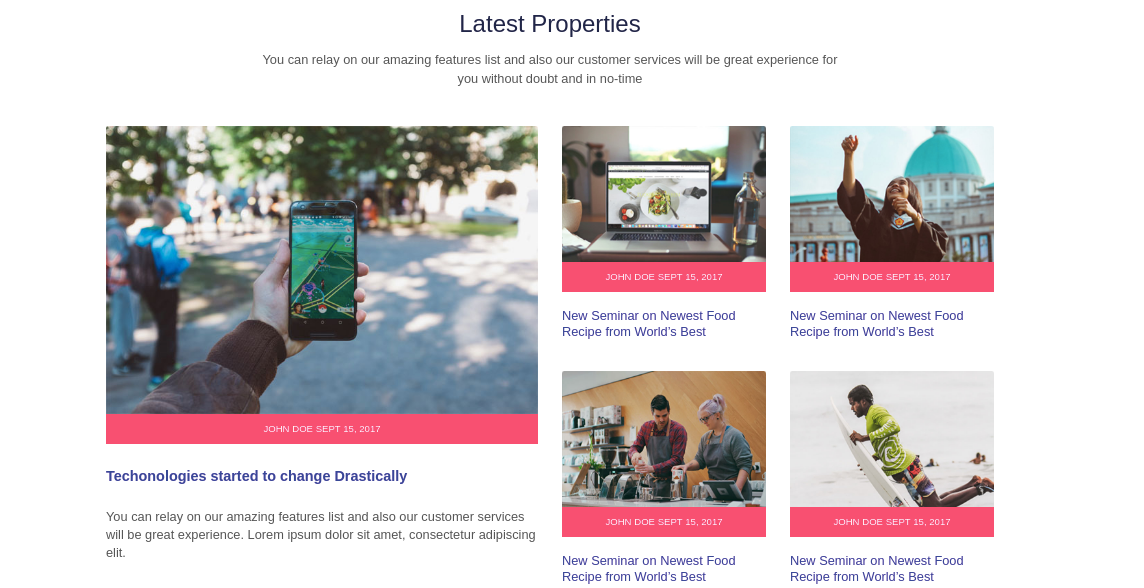 Latest Properties
You can relay on our amazing features list and also our customer services will be great experience for
you without doubt and in no-time
JOHN DOE SEPT 15, 2017
Techonologies started to change Drastically
You can relay on our amazing features list and also our customer services
will be great experience. Lorem ipsum dolor sit amet, consectetur adipiscing
elit.
JOHN DOE SEPT 15, 2017
New Seminar on Newest Food
Recipe from World’s Best
JOHN DOE SEPT 15, 2017
New Seminar on Newest Food
Recipe from World’s Best
JOHN DOE SEPT 15, 2017
New Seminar on Newest Food
Recipe from World’s Best
JOHN DOE SEPT 15, 2017
New Seminar on Newest Food
Recipe from World’s Best